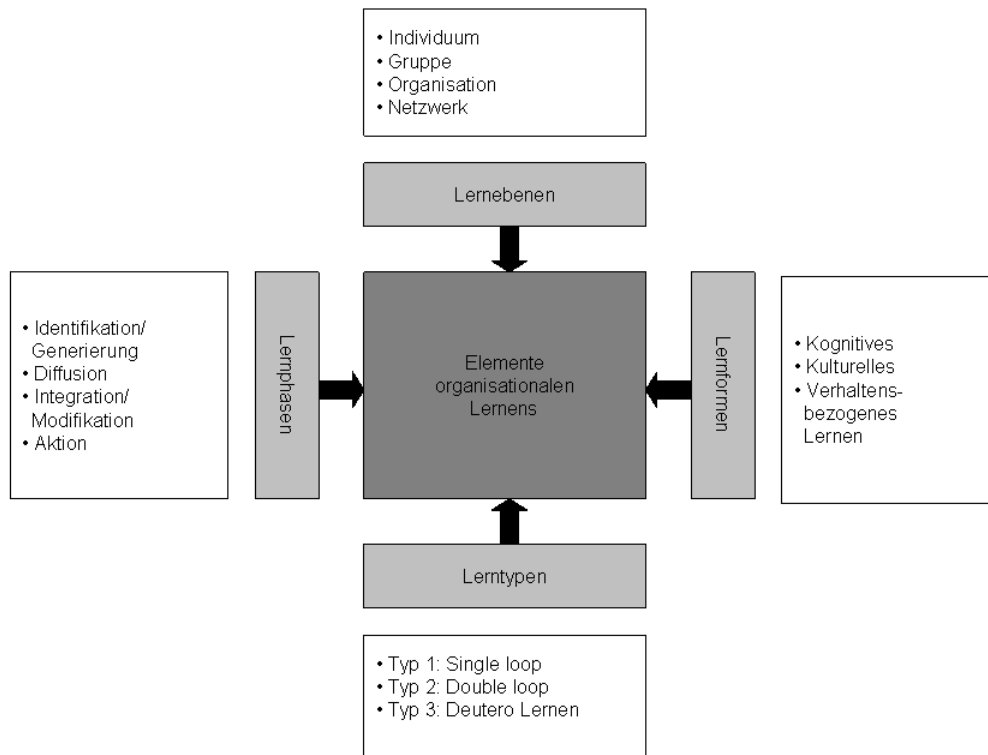 • Individuum
• Gruppe
• Organisation
• Netzwerk
Lernebenen
• Identifikation/
Generierung
• Diffusion
• Integration/
Modifikation
• Aktion
Lernphasen
Elemente
organisationalen
Lernens
Lernformen
• Kognitives
• Kulturelles
• Verhaltens-
bezogenes
Lernen
Lerntypen
• Typ 1: Single loop
• Typ 2: Double loop
• Typ 3: Deutero Lernen